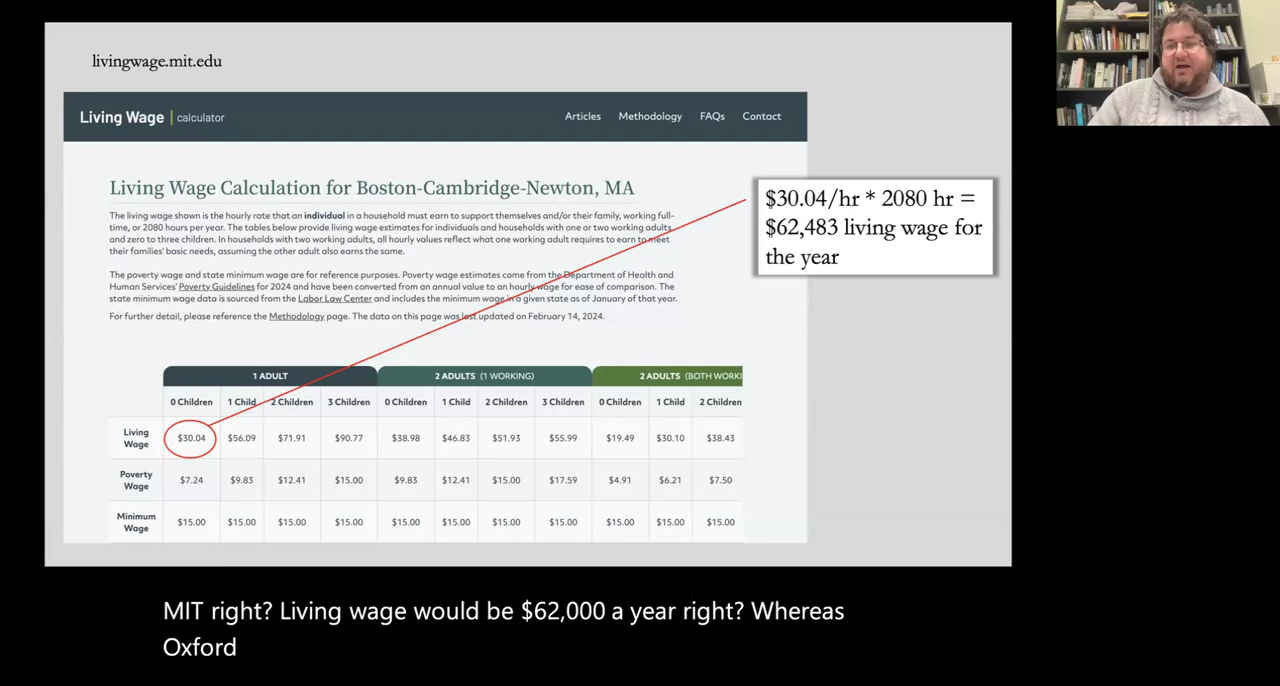 livingwage.mit.edu
Living Wage | calculator
Articles Methodology FAQs Contact
Living Wage Calculation for Boston-Cambridge-Newton, MA
The living wage shown is the hourly rate that an individual in a household must earn to support themselves and/or their family, working full-
time, or 2080 hours per year. The tables below provide living wage estimates for individuals and households with one or two working adults
and zero to three children. In households with two working adults, all hourly values reflect what one working adult requires to earn to meet
their families' basic needs, assuming the other adult also earns the same.
The poverty wage and state minimum wage are for reference purposes. Poverty wage estimates come from the Department of Health and
Human Services' Poverty Guidelines for 2024 and have been converted from an annual value to an hourly wage for ease of comparison. The
state minimum wage data is sourced from the Labor Law Center and includes the minimum wage in a given state as of January of that year.
For further detail, please reference the Methodology page. The data on this page was last updated on February 14, 2024.
$30.04/hr * 2080 hr =
$62,483 living wage for
the year
1 ADULT 2 ADULTS (1 WORKING) 2 ADULTS (BOTH WORKI
0 Children 1 Child 2 Children 3 Children 0 Children 1 Child 2 Children 3 Children 0 Children 1 Child 2 Children
Living
Wage
$30.04 $56.09 $71.91 $90.77 $38.98 $46.83 $51.93 $55.99 $19.49 $30.10 $38.43
Poverty
Wage
$7.24 $9.83 $12.41 $15.00 $9.83 $12.41 $15.00 $17.59 $4.91 $6.21 $7.50
Minimum
Wage
$15.00 $15.00 $15.00 $15.00 $15.00 $15.00 $15.00 $15.00 $15.00 $15.00 $15.00
MIT right? Living wage would be $62,000 a year right? Whereas
Oxford